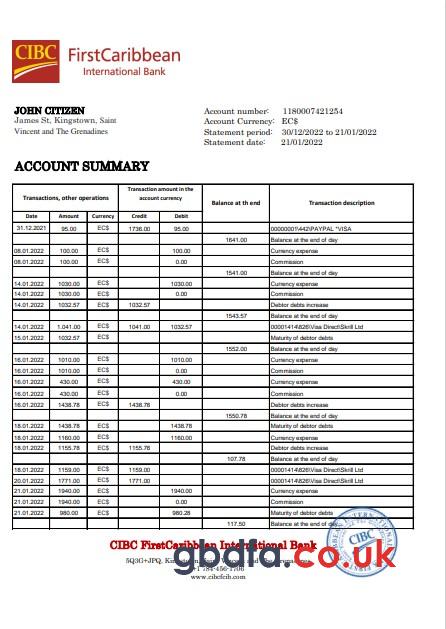 CIBC FirstCaribbean
International Bank
JOHN CITIZEN
James St, Kingstown, Saint
Vincent and The Grenadines
Account number: 1180007421254
Account Currency: EC$
Statement period: 30/12/2022 to 21/01/2022
Statement date: 21/01/2022
ACCOUNT SUMMARY
Transactions, other operations Transaction amount in the account currency Balance at th end Transaction description
Date Amount Currency Credit Debit
31.12.2021 95.00 EC$ 1736.00 95.00 00000001\442\PAYPAL *VISA
1641.00 Balance at the end of day
08.01.2022 100.00 EC$ 100.00 Currency expense
08.01.2022 100.00 EC$ 0.00 Commission
1541.00 Balance at the end of day
14.01.2022 1030.00 EC$ 1030.00 Currency expense
14.01.2022 1030.00 EC$ 0.00 Commission
14.01.2022 1032.57 EC$ 1032.57 Debtor debts increase
1543.57 Balance at the end of day
14.01.2022 1.041.00 EC$ 1041.00 1032.57 00001414\826\Visa Direct\Skrill Ltd
15.01.2022 1032.57 EC$ Maturity of debtor debts
1552.00 Balance at the end of day
16.01.2022 1010.00 EC$ 1010.00 Currency expense
16.01.2022 1010.00 EC$ 0.00 Commission
16.01.2022 430.00 EC$ 430.00 Currency expense
16.01.2022 430.00 EC$ 0.00 Commission
16.01.2022 1438.78 EC$ 1438.78 Debtor debts increase
1550.78 Balance at the end of day
18.01.2022 1438.78 EC$ 1438.78 Maturity of debtor debts
18.01.2022 1160.00 EC$ 1160.00 Currency expense
18.01.2022 1155.78 EC$ 1155.78 Debtor debts increase
107.78 Balance at the end of day
18.01.2022 1159.00 EC$ 1159.00 00001414\826\Visa Direct\Skrill Ltd
20.01.2022 1771.00 EC$ 1771.00 00001414\826\Visa Direct\Skrill Ltd
21.01.2022 1940.00 EC$ 1940.00 Currency expense
21.01.2022 1940.00 EC$ 0.00 Commission
21.01.2022 980.00 EC$ 980.28 Maturity of debtor debts
117.50 Balance at the end of day
CIBC FirstCaribbean International Bank
gbdfa.co.uk
5Q3G+JPQ, Kingstown, Saint Vincent and The Grenadines
+1 784-456-1706
www.cibcfcib.com
CIBC